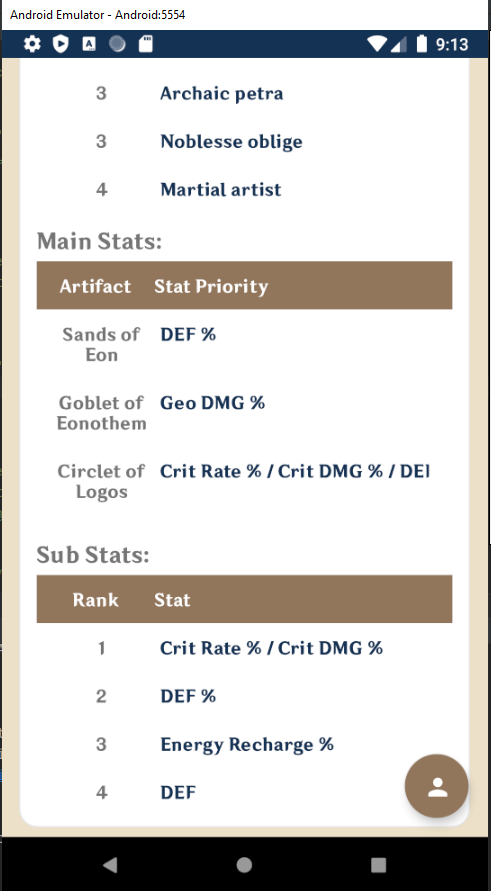 Android Emulator - Android:5554
9:13
3 Archaic petra
3 Noblesse oblige
4 Martial artist
Main Stats:
Artifact Stat Priority
Sands of Eon DEF %
Goblet of Eonothem Geo DMG %
Circlet of Logos Crit Rate % / Crit DMG % / DE
Sub Stats:
Rank Stat
1 Crit Rate % / Crit DMG %
2 DEF %
3 Energy Recharge %
4 DEF